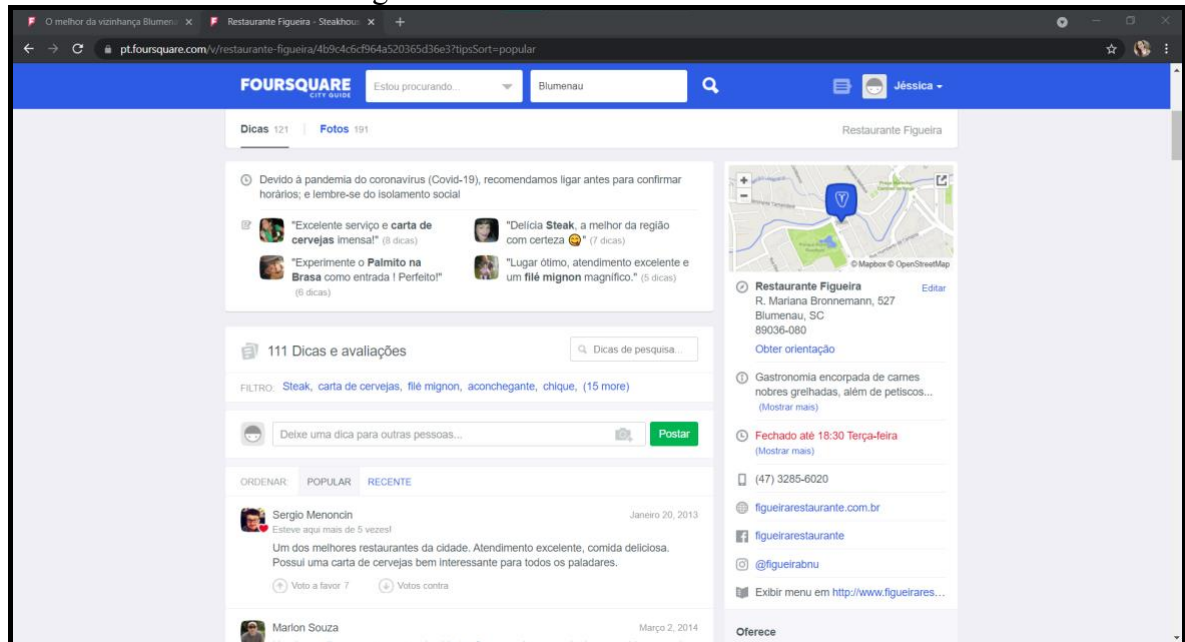 O melhor da vizinhança Blumena
Restaurante Figueira - Steakhous
pt.foursquare.com/v/restaurante-figueira/4b9c4c6cf964a520365d36e3?tipsSort=popular
FOURSQUARE
CITY GUIDE
Estou procurando...
Blumenau
Jéssica
Dicas 121
Fotos 191
Restaurante Figueira
Devido à pandemia do coronavírus (Covid-19), recomendamos ligar antes para confirmar
horários; e lembre-se do isolamento social
"Excelente serviço e carta de
cervejas imensa!" (8 dicas)
"Delícia Steak, a melhor da região
com certeza 😋" (7 dicas)
"Experimente o Palmito na
Brasa como entrada ! Perfeito!"
(6 dicas)
"Lugar ótimo, atendimento excelente e
um filé mignon magnífico." (5 dicas)
111 Dicas e avaliações
Dicas de pesquisa...
FILTRO: Steak, carta de cervejas, filé mignon, aconchegante, chique, (15 more)
Deixe uma dica para outras pessoas...
Postar
ORDENAR: POPULAR RECENTE
Sergio Menoncin
Janeiro 20, 2013
Esteve aqui mais de 5 vezes!
Um dos melhores restaurantes da cidade. Atendimento excelente, comida deliciosa.
Possui uma carta de cervejas bem interessante para todos os paladares.
Voto a favor 7
Votos contra
Marlon Souza
Março 2, 2014
+
-
© Mapbox © OpenStreetMap
Restaurante Figueira
Editar
R. Mariana Bronnemann, 527
Blumenau, SC
89036-080
Obter orientação
Gastronomia encorpada de carnes
nobres grelhadas, além de petiscos...
(Mostrar mais)
Fechado até 18:30 Terça-feira
(Mostrar mais)
(47) 3285-6020
figueirarestaurante.com.br
figueirarestaurante
@figueirabnu
Exibir menu em http://www.figueirares...
Oferece